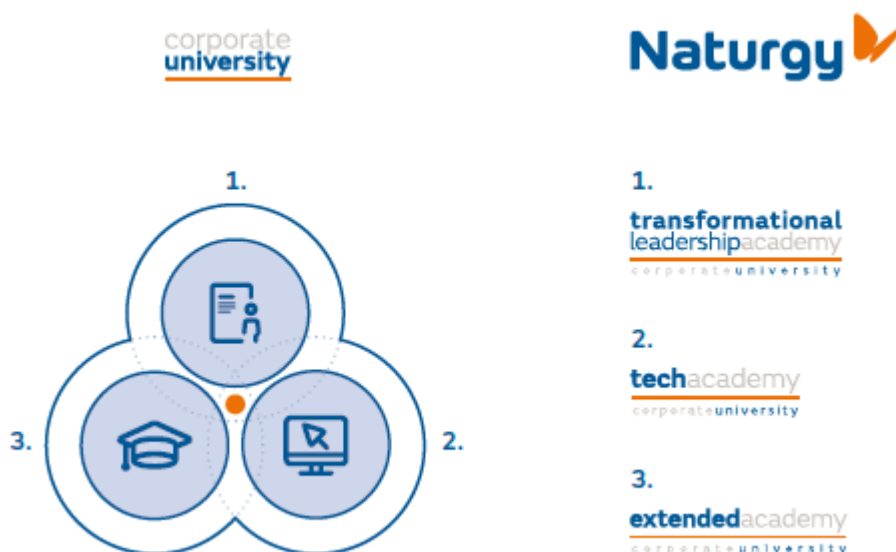 corporate
university
Naturgy
1.
3.
2.
1.
transformational
leadershipacademy
corporateuniversity
2.
techacademy
corporateuniversity
3.
extendedacademy
corporateuniversity